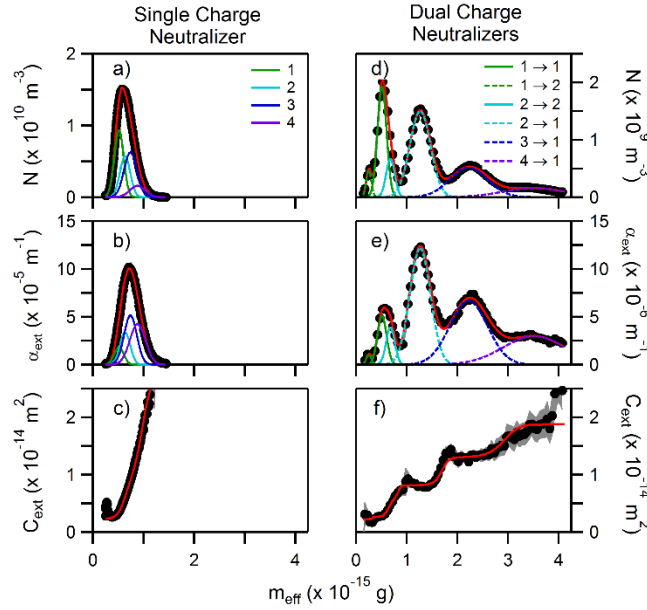 Single Charge
Neutralizer
Dual Charge
Neutralizers
a)
1
2
3
4
N (x 10^10 m^-3)
2
1
0
d)
1 → 1
1 → 2
2 → 2
2 → 1
3 → 1
4 → 1
N (x 10^9 m^-3)
2
1
0
b)
α_ext (x 10^-5 m^-1)
15
10
5
0
e)
α_ext (x 10^-6 m^-1)
15
10
5
0
c)
C_ext (x 10^-14 m^2)
2
1
0
f)
C_ext (x 10^-14 m^2)
2
1
0
0 2 4
0 1 2 3 4
m_eff (x 10^-15 g)